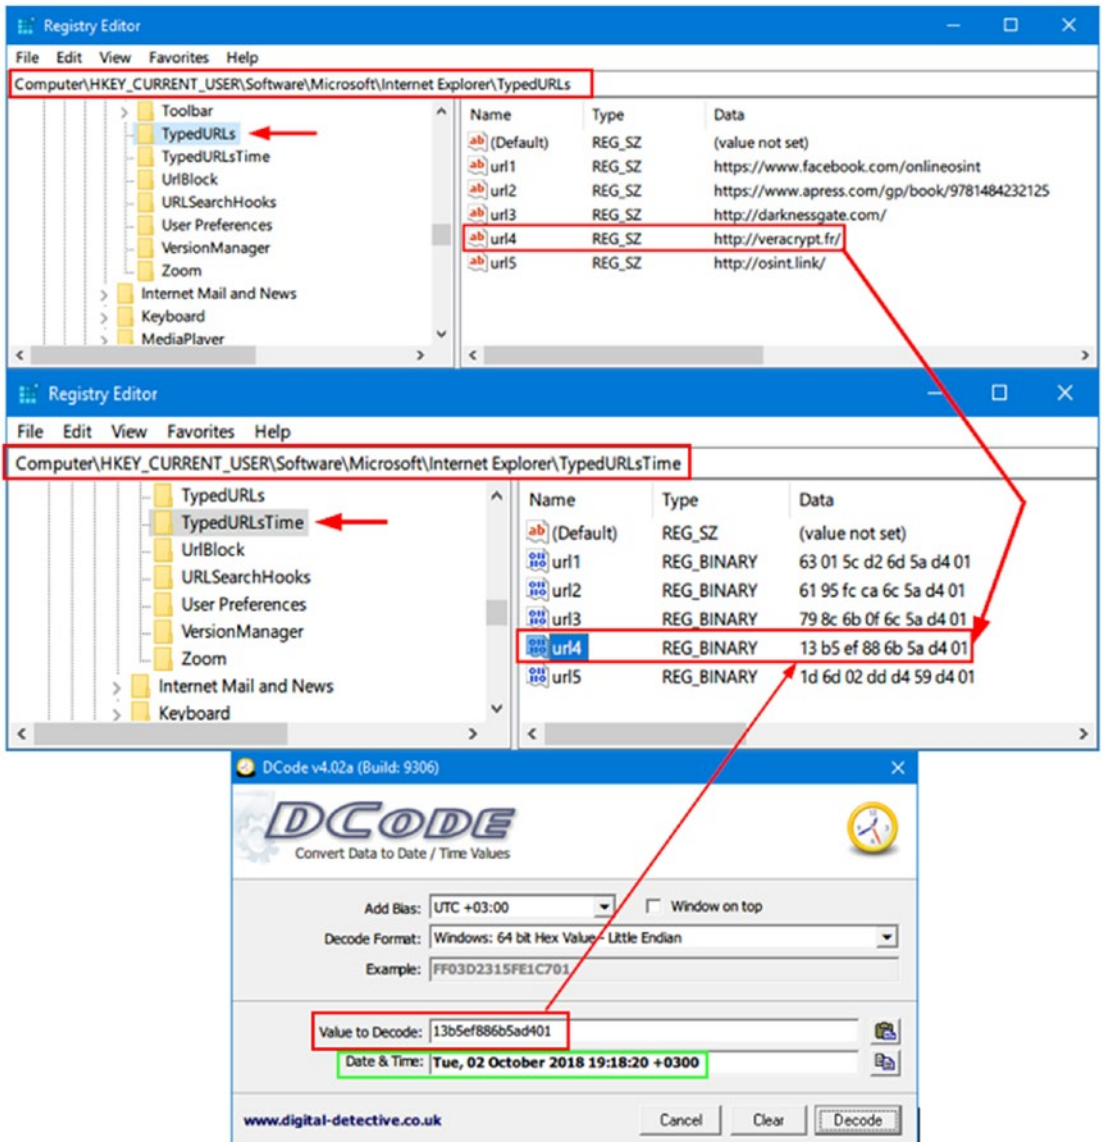 Registry Editor
File Edit View Favorites Help
Computer\HKEY_CURRENT_USER\Software\Microsoft\Internet Explorer\TypedURLs
Toolbar
TypedURLs
TypedURLsTime
UrlBlock
URLSearchHooks
User Preferences
VersionManager
Zoom
Internet Mail and News
Keyboard
MediaPlayer
Name Type Data
ab (Default) REG_SZ (value not set)
ab url1 REG_SZ https://www.facebook.com/onlineosint
ab url2 REG_SZ https://www.apress.com/gp/book/9781484232125
ab url3 REG_SZ http://darknessgate.com/
ab url4 REG_SZ http://veracrypt.fr/
ab url5 REG_SZ http://osint.link/
Registry Editor
File Edit View Favorites Help
Computer\HKEY_CURRENT_USER\Software\Microsoft\Internet Explorer\TypedURLsTime
TypedURLs
TypedURLsTime
UrlBlock
URLSearchHooks
User Preferences
VersionManager
Zoom
Internet Mail and News
Keyboard
Name Type Data
ab (Default) REG_SZ (value not set)
url1 REG_BINARY 63 01 5c d2 6d 5a d4 01
url2 REG_BINARY 61 95 fc ca 6c 5a d4 01
url3 REG_BINARY 79 8c 6b 0f 6c 5a d4 01
url4 REG_BINARY 13 b5 ef 88 6b 5a d4 01
url5 REG_BINARY 1d 6d 02 dd d4 59 d4 01
DCode v4.02a (Build: 9306)
DCODE
Convert Data to Date / Time Values
Add Bias: UTC +03:00 Window on top
Decode Format: Windows: 64 bit Hex Value - Little Endian
Example: FF03D2315FE1C701
Value to Decode: 13b5ef886b5ad401
Date & Time: Tue, 02 October 2018 19:18:20 +0300
www.digital-detective.co.uk Cancel Clear Decode